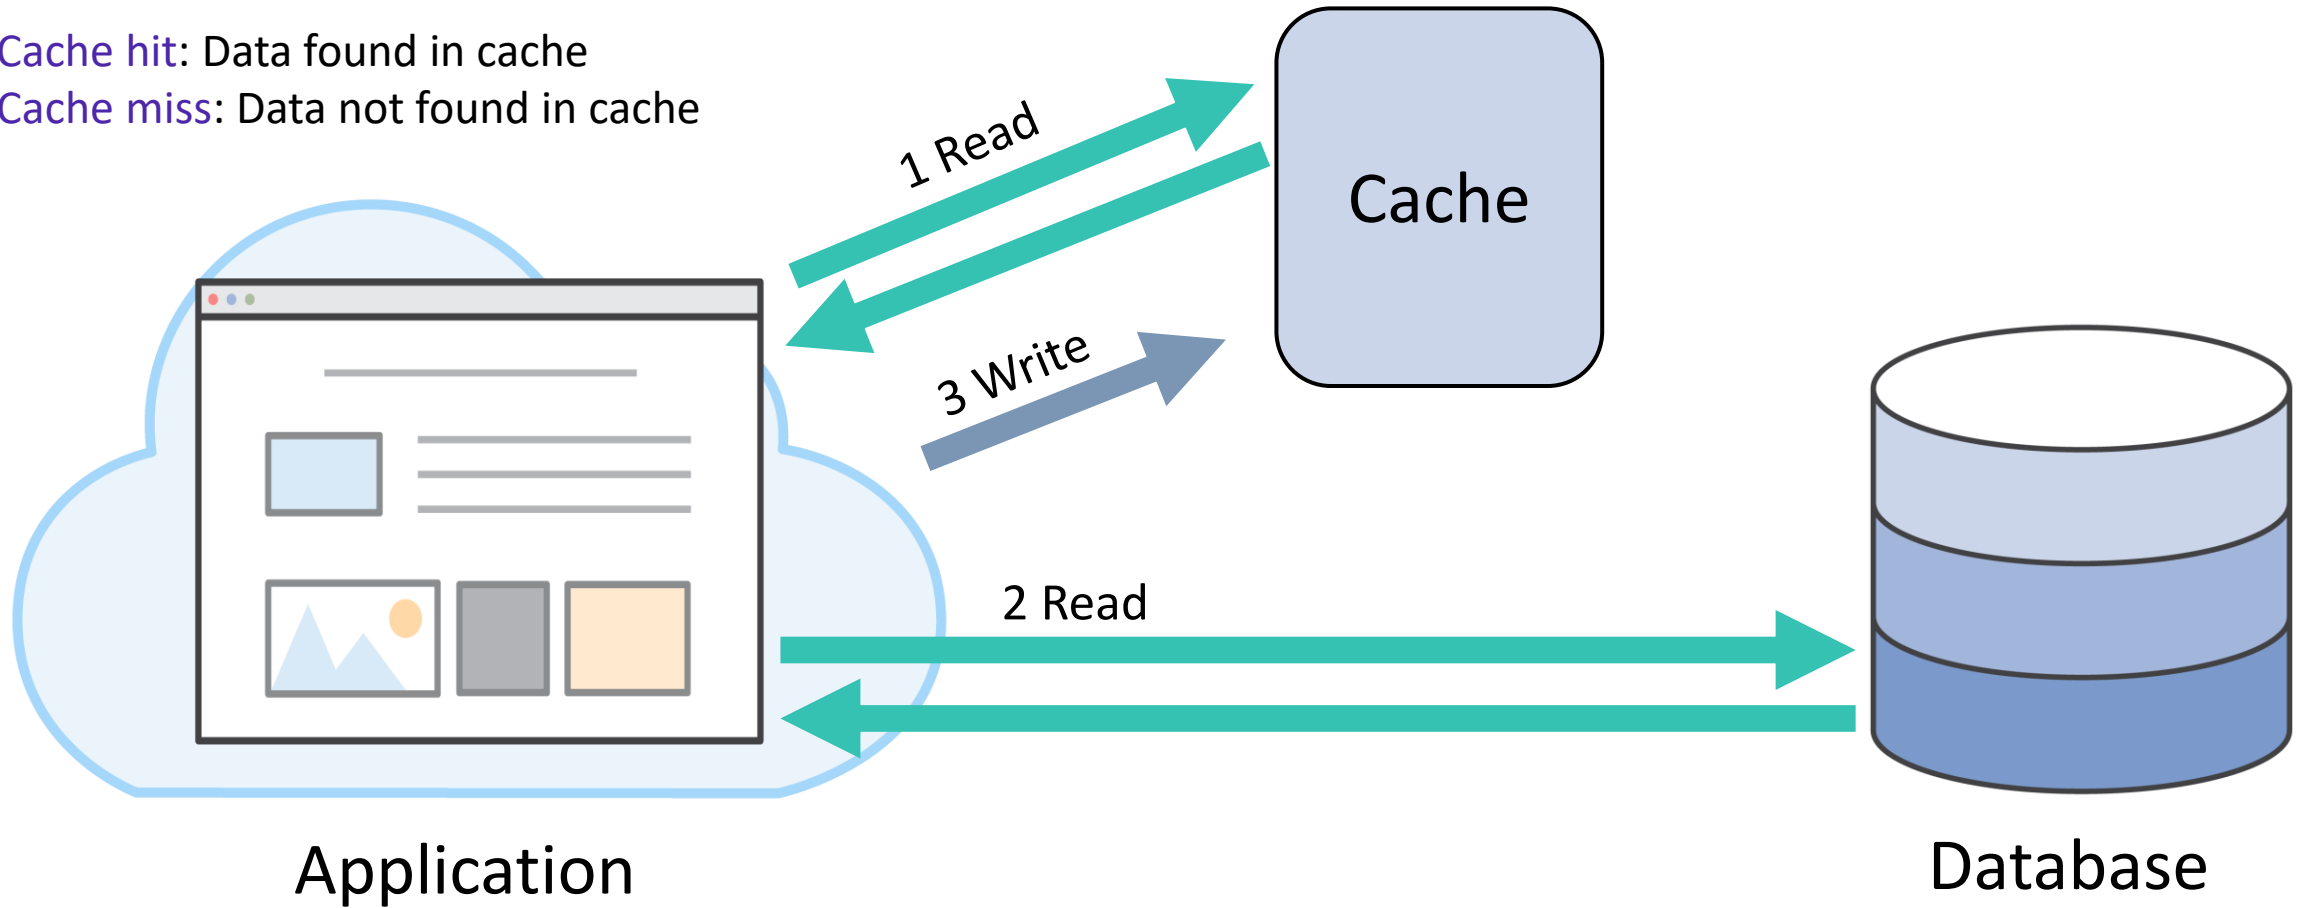 Cache hit: Data found in cache
Cache miss: Data not found in cache
1 Read
Cache
3 Write
2 Read
Application
Database